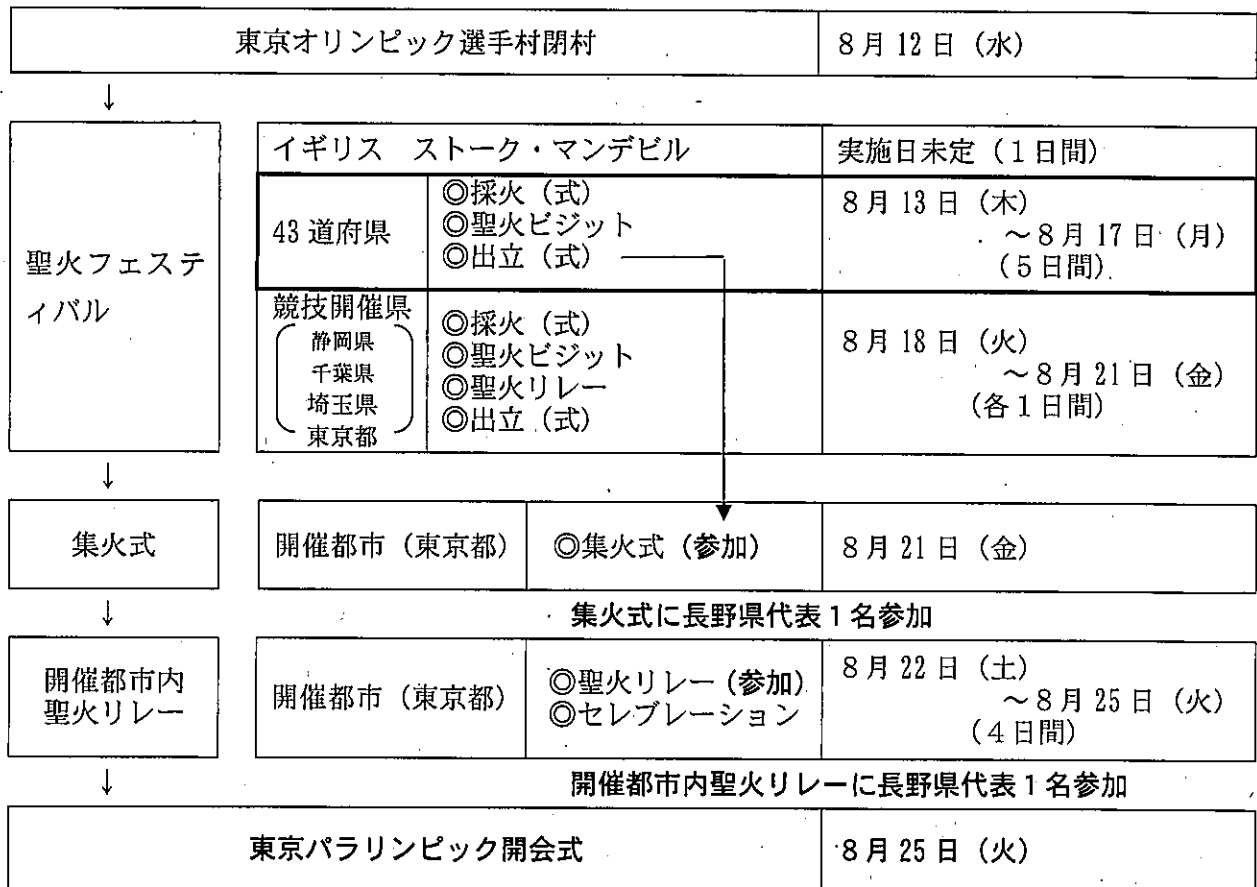 東京オリンピック選手村閉村 8月12日（水）
↓
聖火フェステ
ィバル
イギリス　ストーク・マンデビル 実施日未定（1日間）
43道府県
◎採火（式）
◎聖火ビジット
◎出立（式）
8月13日（木）
～8月17日（月）
（5日間）
競技開催県
静岡県
千葉県
埼玉県
東京都
◎採火（式）
◎聖火ビジット
◎聖火リレー
◎出立（式）
8月18日（火）
～8月21日（金）
（各1日間）
↓
集火式 開催都市（東京都） ◎集火式（参加） 8月21日（金）
↓
集火式に長野県代表1名参加
開催都市内
聖火リレー
開催都市（東京都）
◎聖火リレー（参加）
◎セレブレーション
8月22日（土）
～8月25日（火）
（4日間）
↓
開催都市内聖火リレーに長野県代表1名参加
東京パラリンピック開会式 8月25日（火）